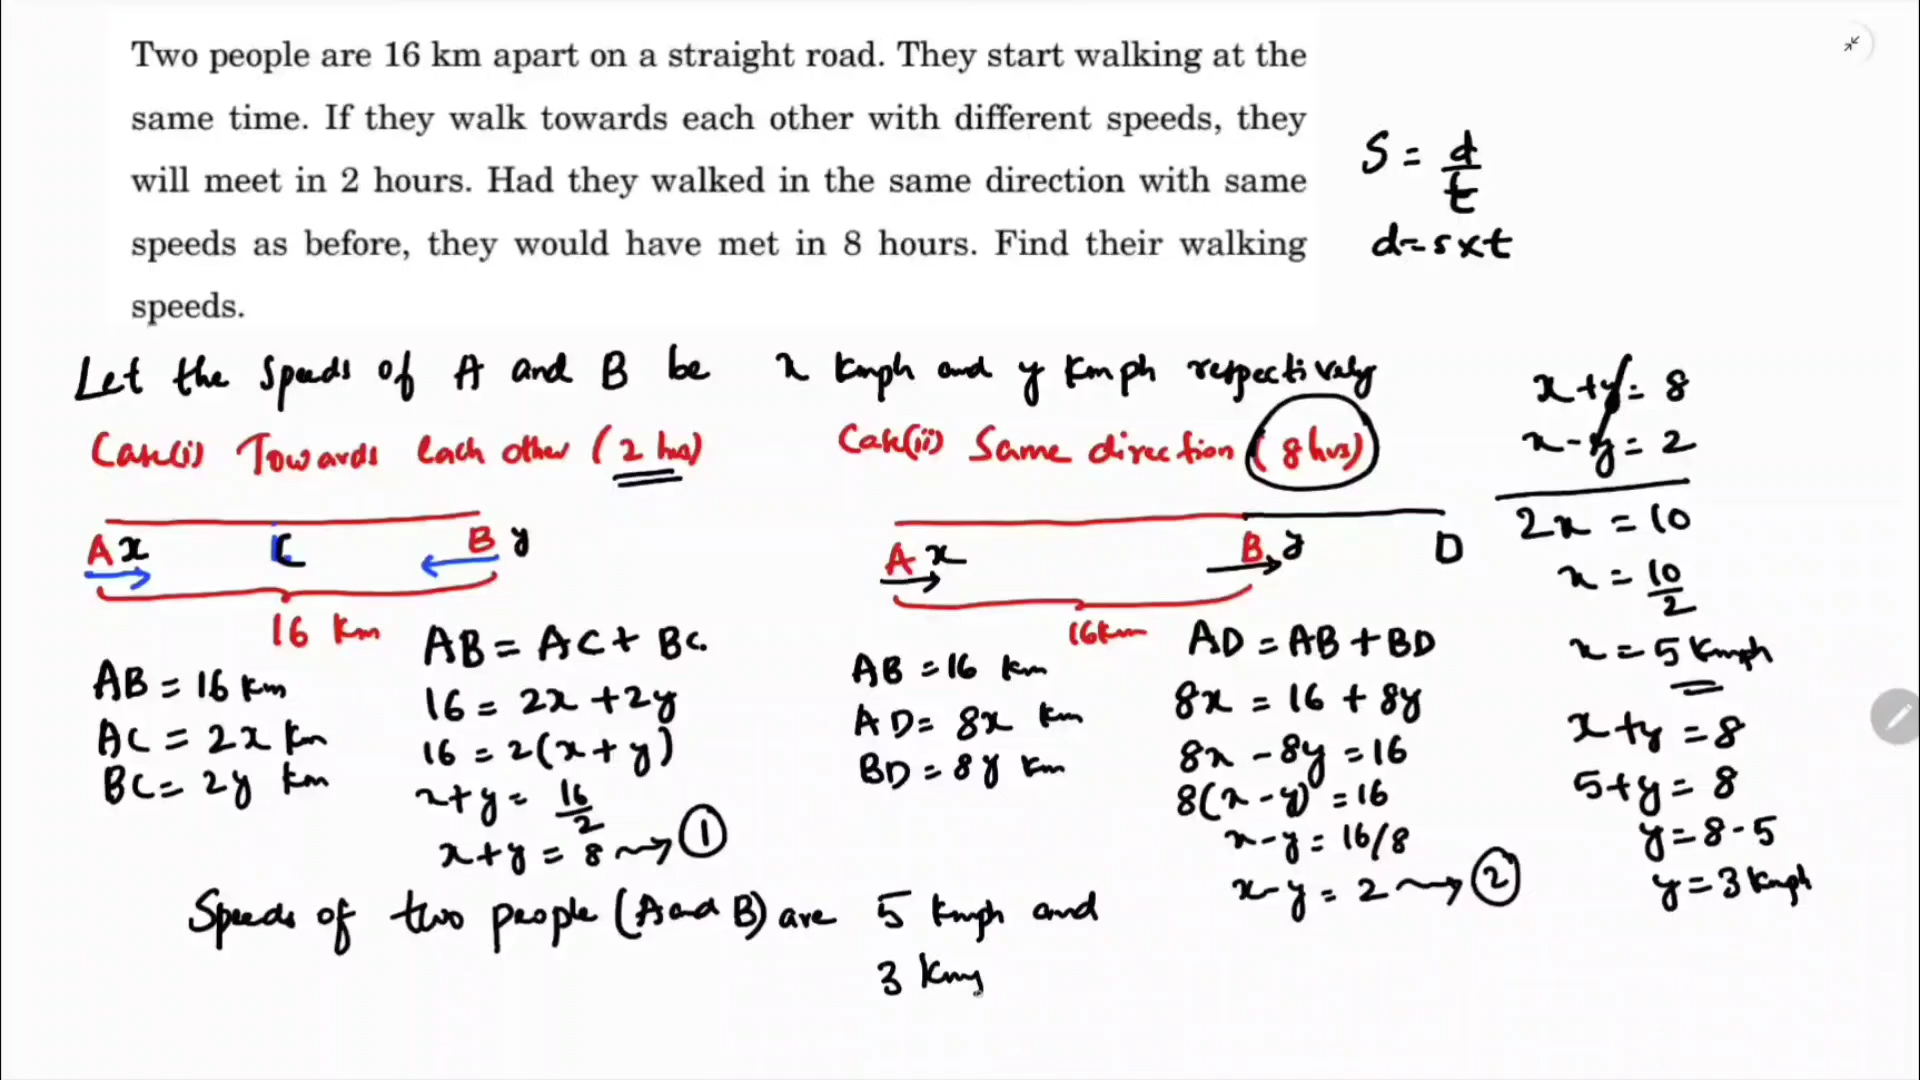 Two people are 16 km apart on a straight road. They start walking at the
same time. If they walk towards each other with different speeds, they
will meet in 2 hours. Had they walked in the same direction with same
speeds as before, they would have met in 8 hours. Find their walking
speeds.
S = d/t
d = s x t
Let the speeds of A and B be x kmph and y kmph respectively
Case(i) Towards each other (2 hrs)
A x C B y
16 km
AB = 16 km
AC = 2x km
BC = 2y km
AB = AC + BC
16 = 2x + 2y
16 = 2(x + y)
x + y = 16/2
x + y = 8 → 1
Case(ii) Same direction (8 hrs)
A x B y D
16 km
AB = 16 km
AD = 8x km
BD = 8y km
AD = AB + BD
8x = 16 + 8y
8x - 8y = 16
8(x - y) = 16
x - y = 16/8
x - y = 2 → 2
x + y = 8
x - y = 2
2x = 10
x = 10/2
x = 5 kmph
x + y = 8
5 + y = 8
y = 8 - 5
y = 3 kmph
Speeds of two people (A and B) are 5 kmph and
3 kmp